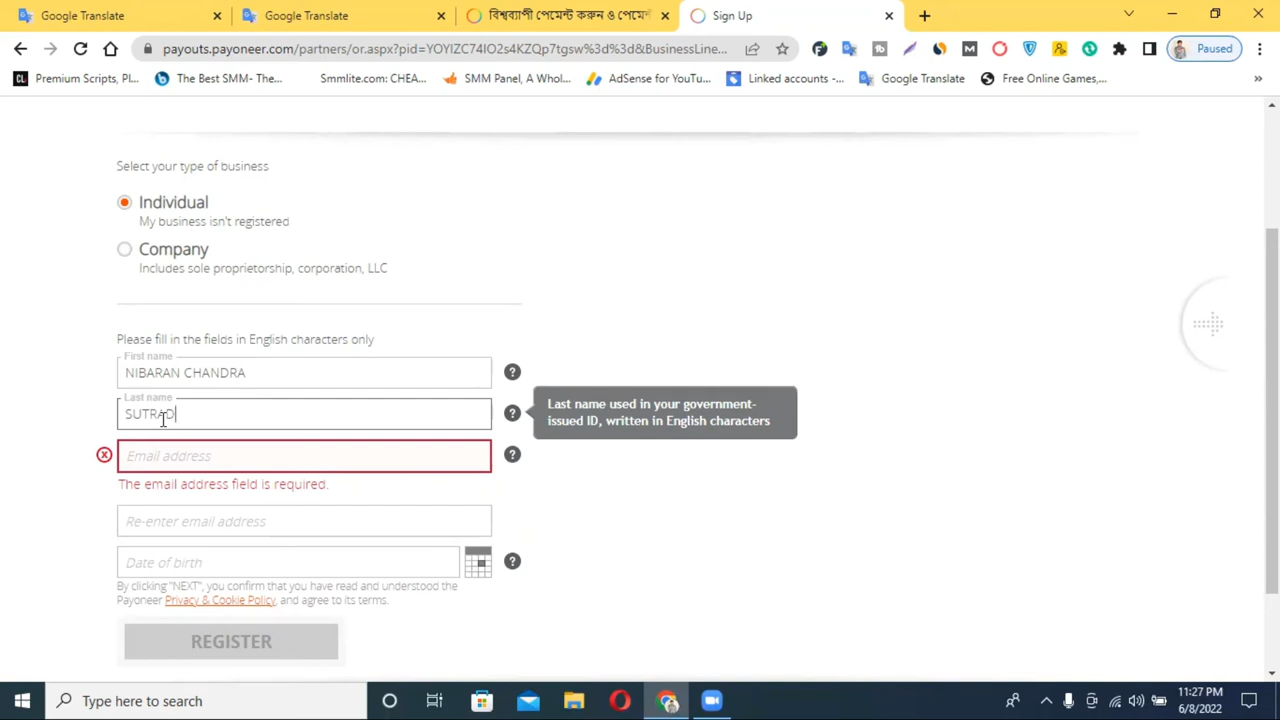 Google Translate
Google Translate
বিশ্বব্যাপী পেমেন্ট করুন ও পেমে
Sign Up
payouts.payoneer.com/partners/or.aspx?pid=YOYIZC74IO2s4KZQp7tgsw%3d%3d&BusinessLine...
Paused
Premium Scripts, Pl...
The Best SMM- The...
Smmlite.com: CHEA...
SMM Panel, A Whol...
AdSense for YouTu...
Linked accounts -...
Google Translate
Free Online Games,...
Select your type of business
Individual
My business isn't registered
Company
Includes sole proprietorship, corporation, LLC
Please fill in the fields in English characters only
First name
NIBARAN CHANDRA
Last name
SUTRAD
Last name used in your government-
issued ID, written in English characters
Email address
The email address field is required.
Re-enter email address
Date of birth
By clicking "NEXT", you confirm that you have read and understood the
Payoneer Privacy & Cookie Policy, and agree to its terms.
REGISTER
Type here to search
11:27 PM
6/8/2022